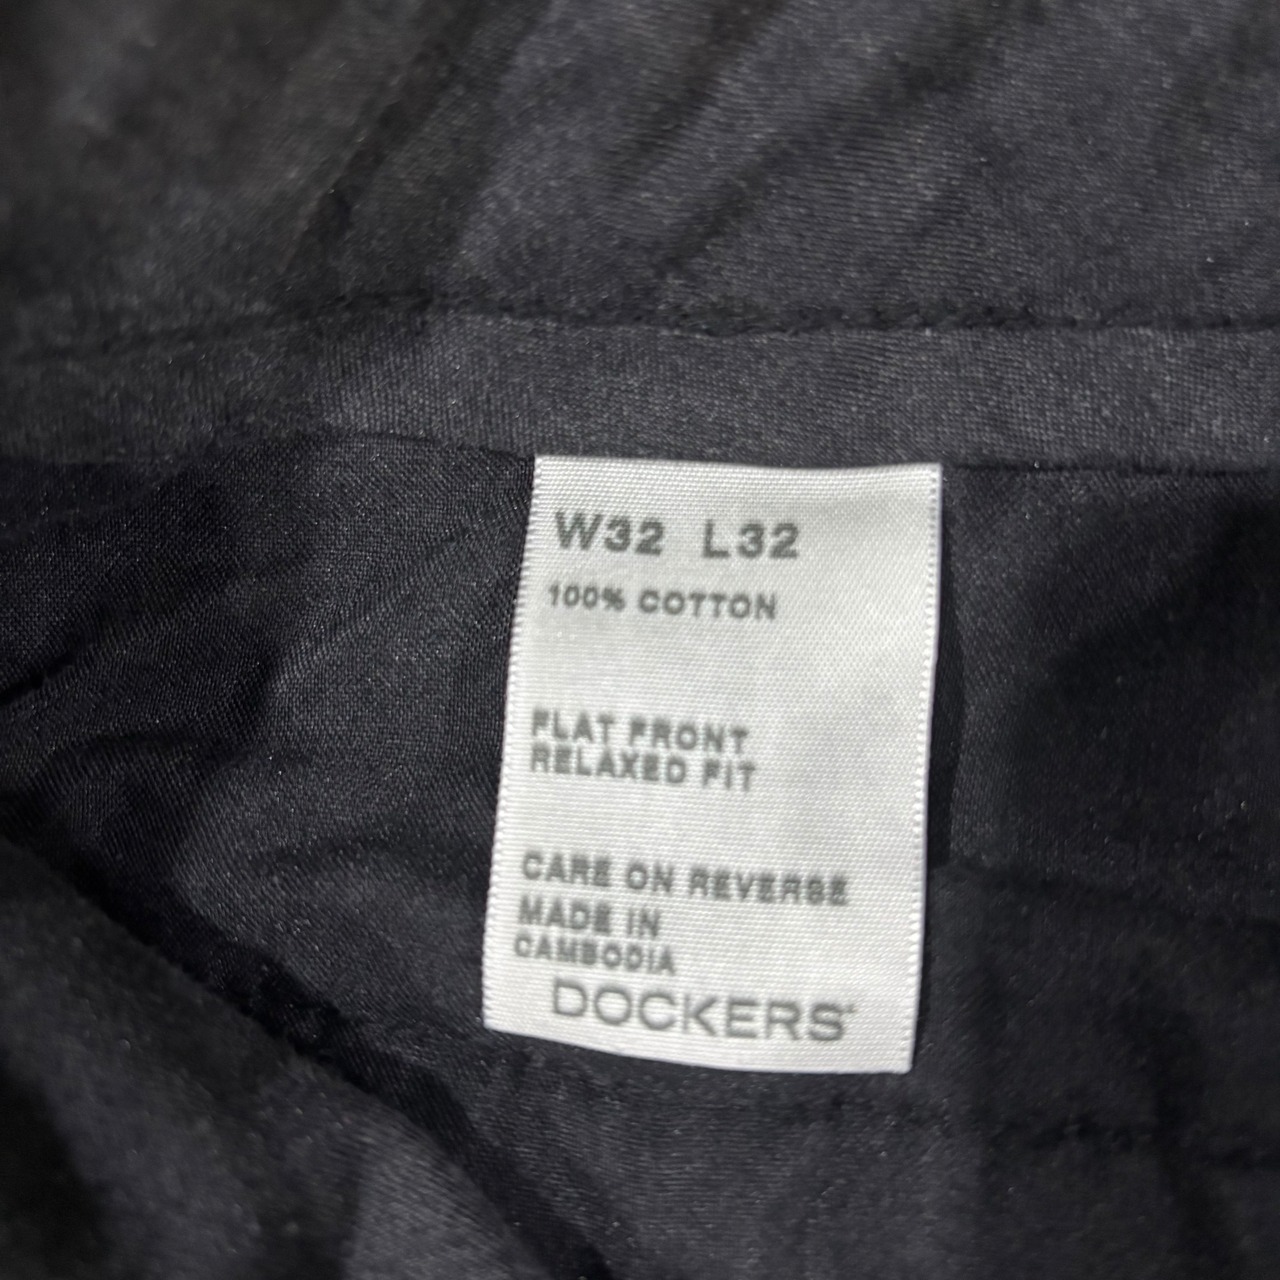 W32 L32
100% COTTON
FLAT FRONT
RELAXED FIT
CARE ON REVERSE
MADE IN
CAMBODIA
DOCKERS®